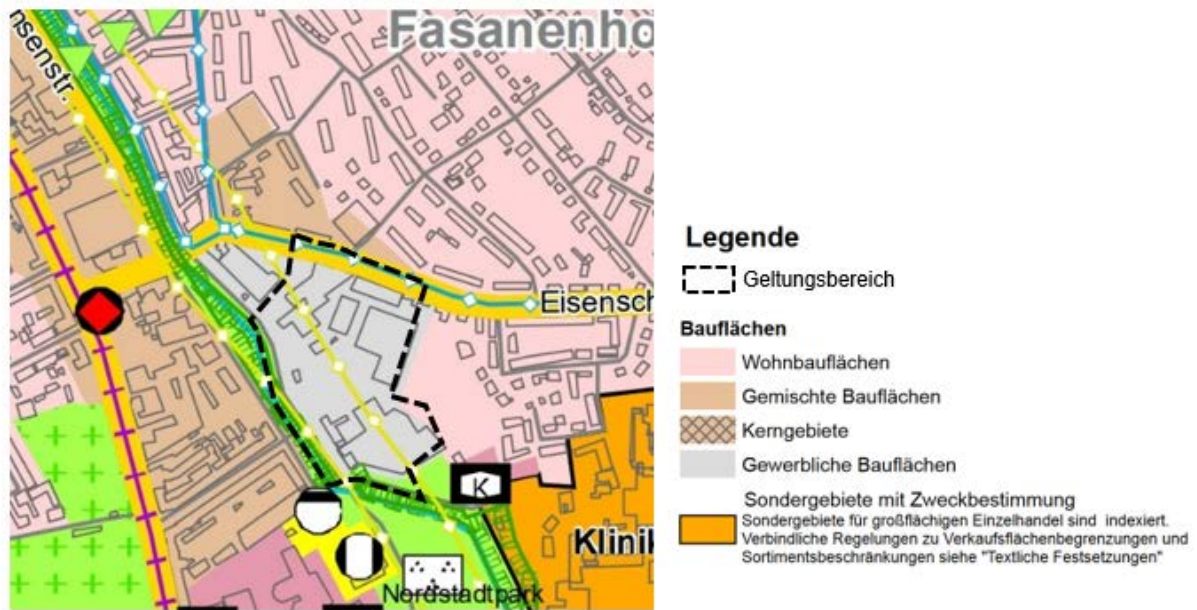 Fasanenho
nsenstr.
Eisensch
K
Klinik
Nordstadtpark
Legende
Geltungsbereich
Bauflächen
Wohnbauflächen
Gemischte Bauflächen
Kerngebiete
Gewerbliche Bauflächen
Sondergebiete mit Zweckbestimmung
Sondergebiete für großflächigen Einzelhandel sind indexiert.
Verbindliche Regelungen zu Verkaufsflächenbegrenzungen und
Sortimentsbeschränkungen siehe "Textliche Festsetzungen"